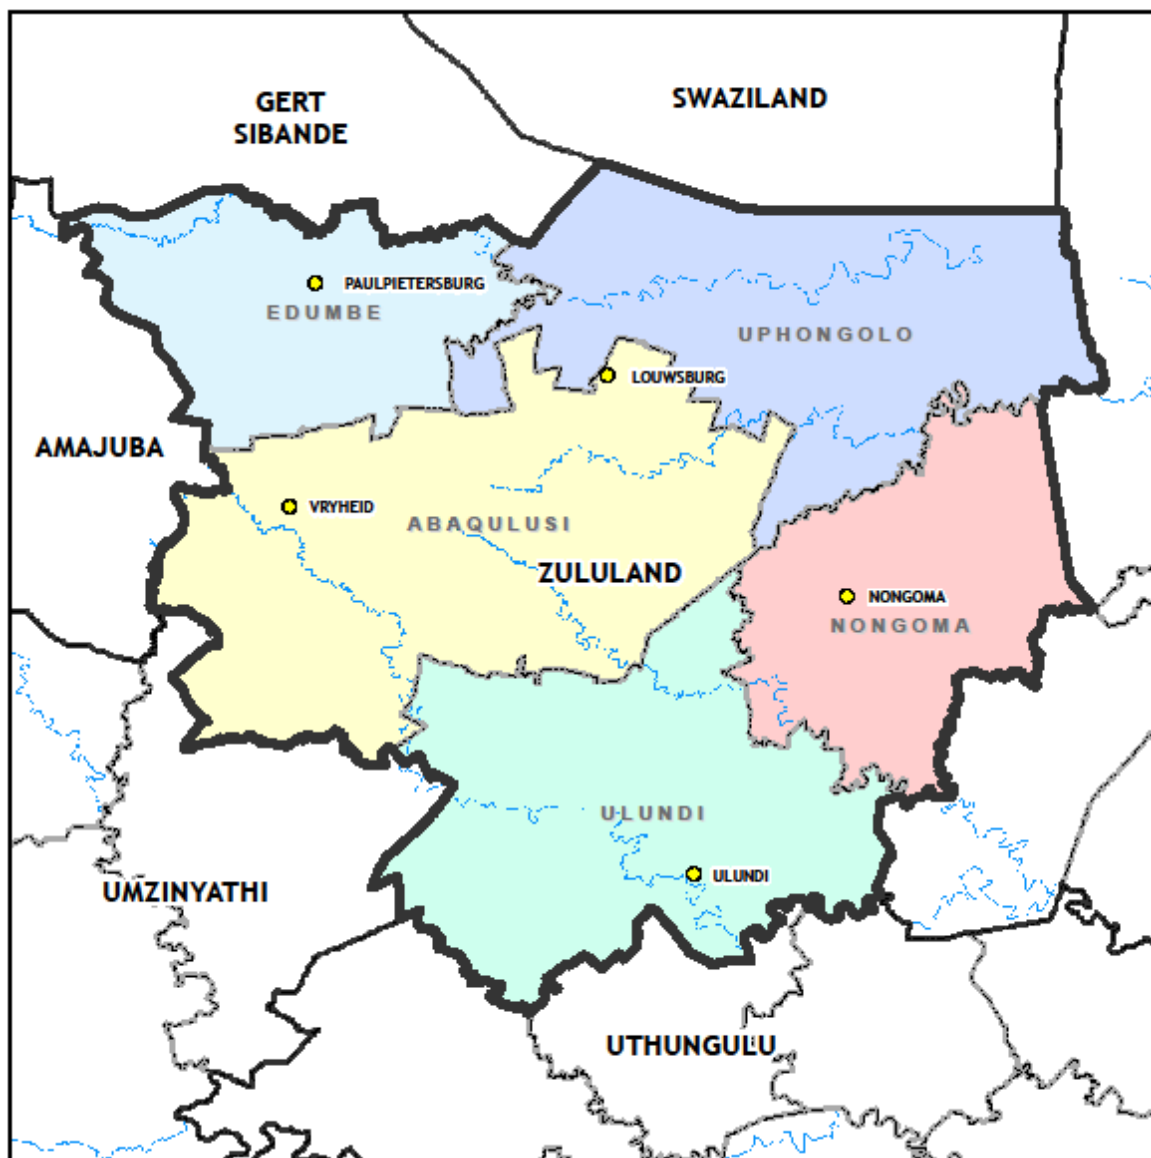 GERT
SIBANDE
SWAZILAND
PAULPIETERSBURG
EDUMBE
UPHONGOLO
LOUWSBURG
AMAJUBA
VRYHEID
ABAQULUSI
ZULULAND
NONGOMA
NONGOMA
ULUNDI
ULUNDI
UMZINYATHI
UTHUNGULU